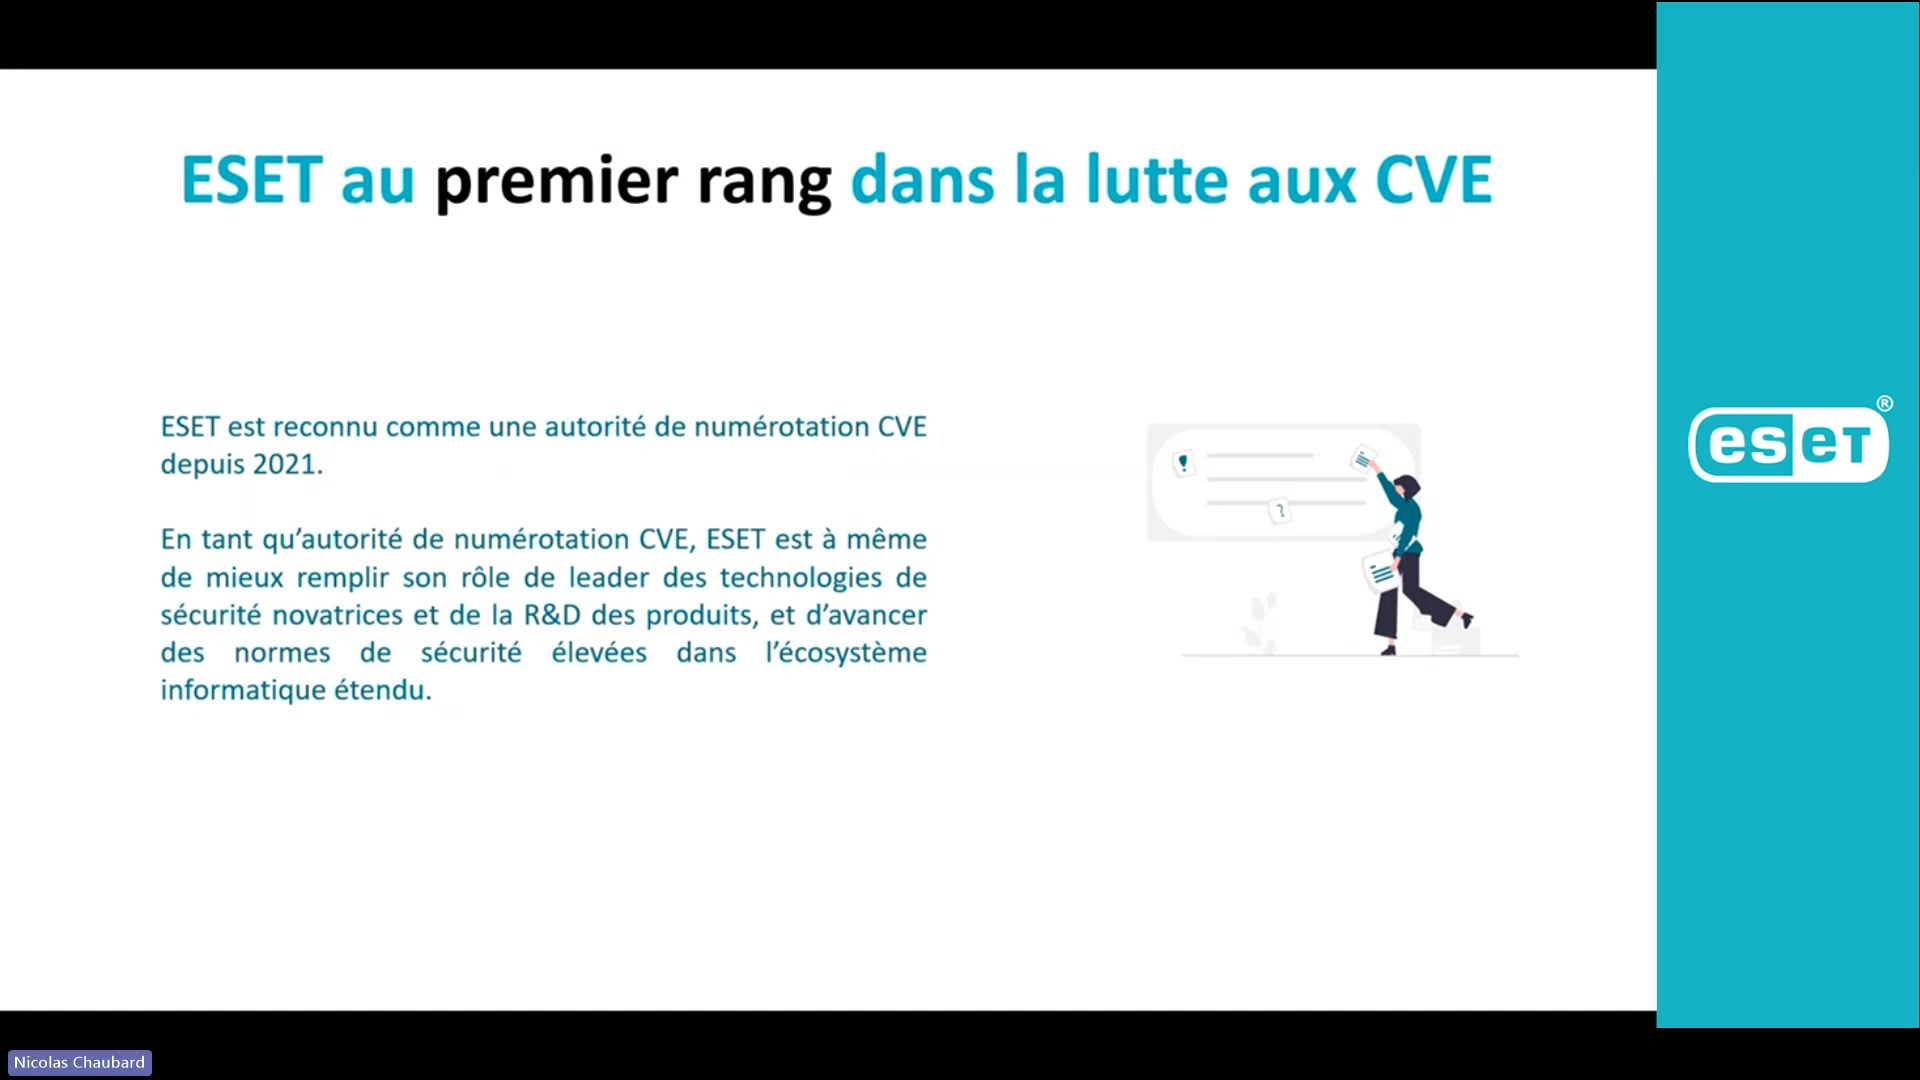 ESET au premier rang dans la lutte aux CVE
ESET est reconnu comme une autorité de numérotation CVE
depuis 2021.
En tant qu’autorité de numérotation CVE, ESET est à même
de mieux remplir son rôle de leader des technologies de
sécurité novatrices et de la R&D des produits, et d’avancer
des normes de sécurité élevées dans l’écosystème
informatique étendu.
!
?
eset®
Nicolas Chaubard